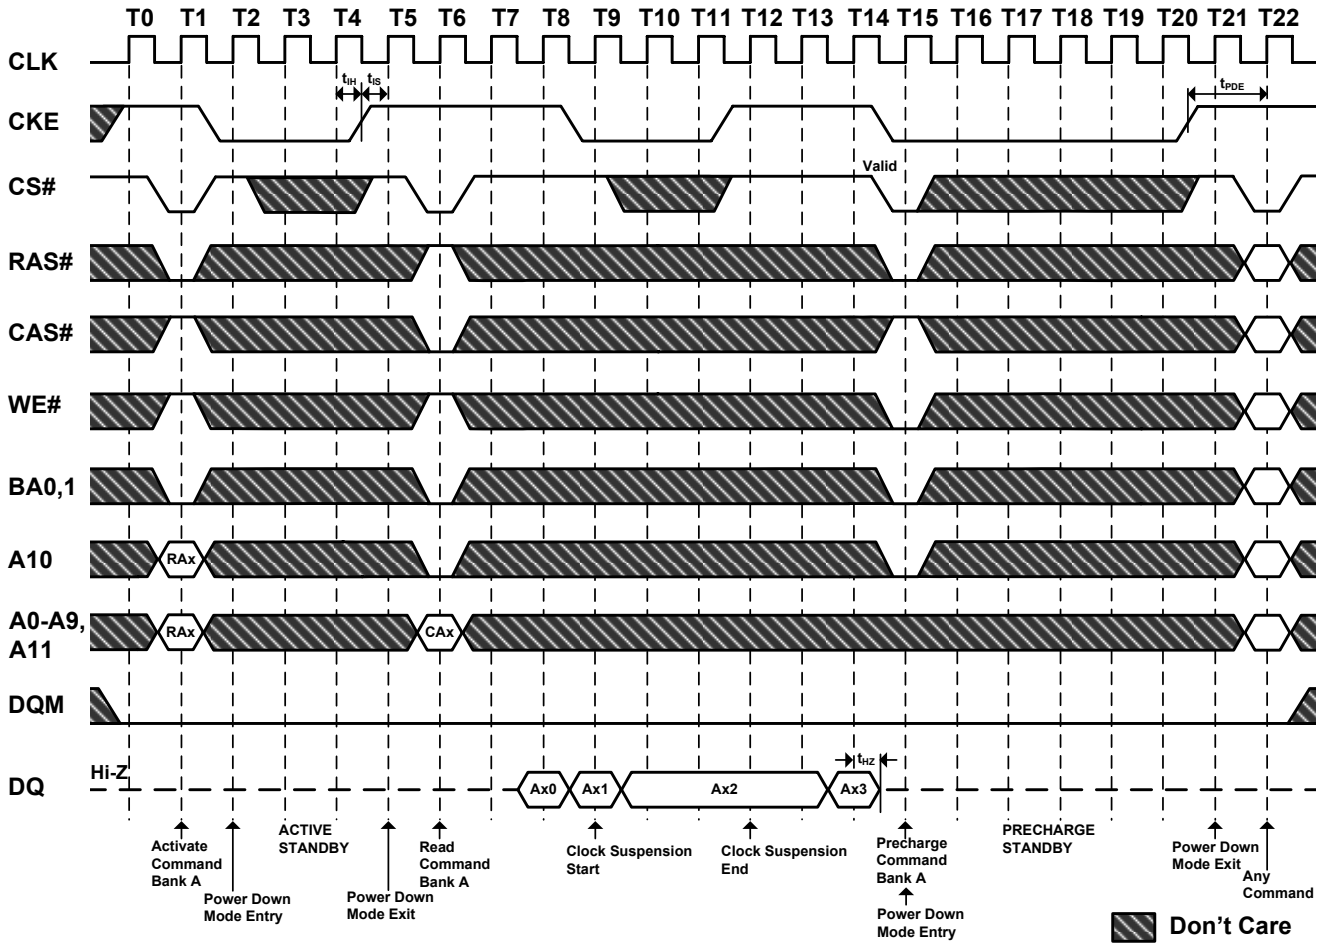 T0 T1 T2 T3 T4 T5 T6 T7 T8 T9 T10 T11 T12 T13 T14 T15 T16 T17 T18 T19 T20 T21 T22
CLK
tIH tIS
tPDE
CKE
Valid
CS#
RAS#
CAS#
WE#
BA0,1
A10
RAx
A0-A9,
A11
RAx
CAx
DQM
Hi-Z
tHZ
DQ
Ax0
Ax1
Ax2
Ax3
Activate
Command
Bank A
Power Down
Mode Entry
ACTIVE
STANDBY
Power Down
Mode Exit
Read
Command
Bank A
Clock Suspension
Start
Clock Suspension
End
Precharge
Command
Bank A
Power Down
Mode Entry
PRECHARGE
STANDBY
Power Down
Mode Exit
Any
Command
Don't Care